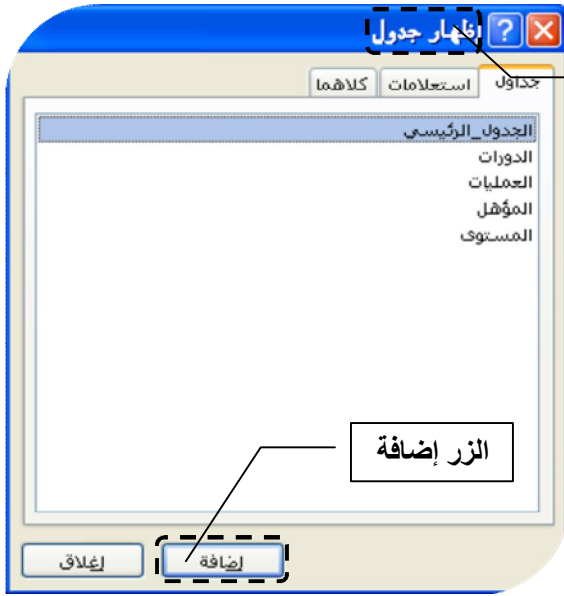 إظهار جدول
جداول استعلامات كلاهما
الجدول_الرئيسي
الدورات
العمليات
المؤهل
المستوى
الزر إضافة
إضافة إغلاق